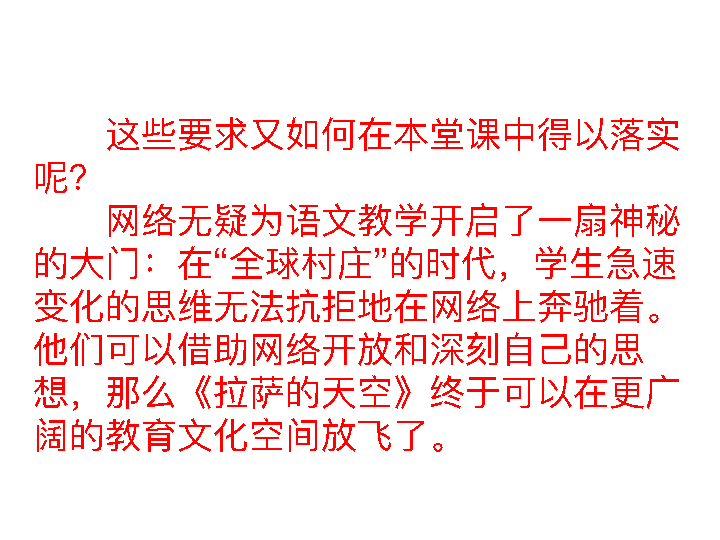 这些要求又如何在本堂课中得以落实
呢？
网络无疑为语文教学开启了一扇神秘
的大门：在“全球村庄”的时代，学生急速
变化的思维无法抗拒地在网络上奔驰着。
他们可以借助网络开放和深刻自己的思
想，那么《拉萨的天空》终于可以在更广
阔的教育文化空间放飞了。